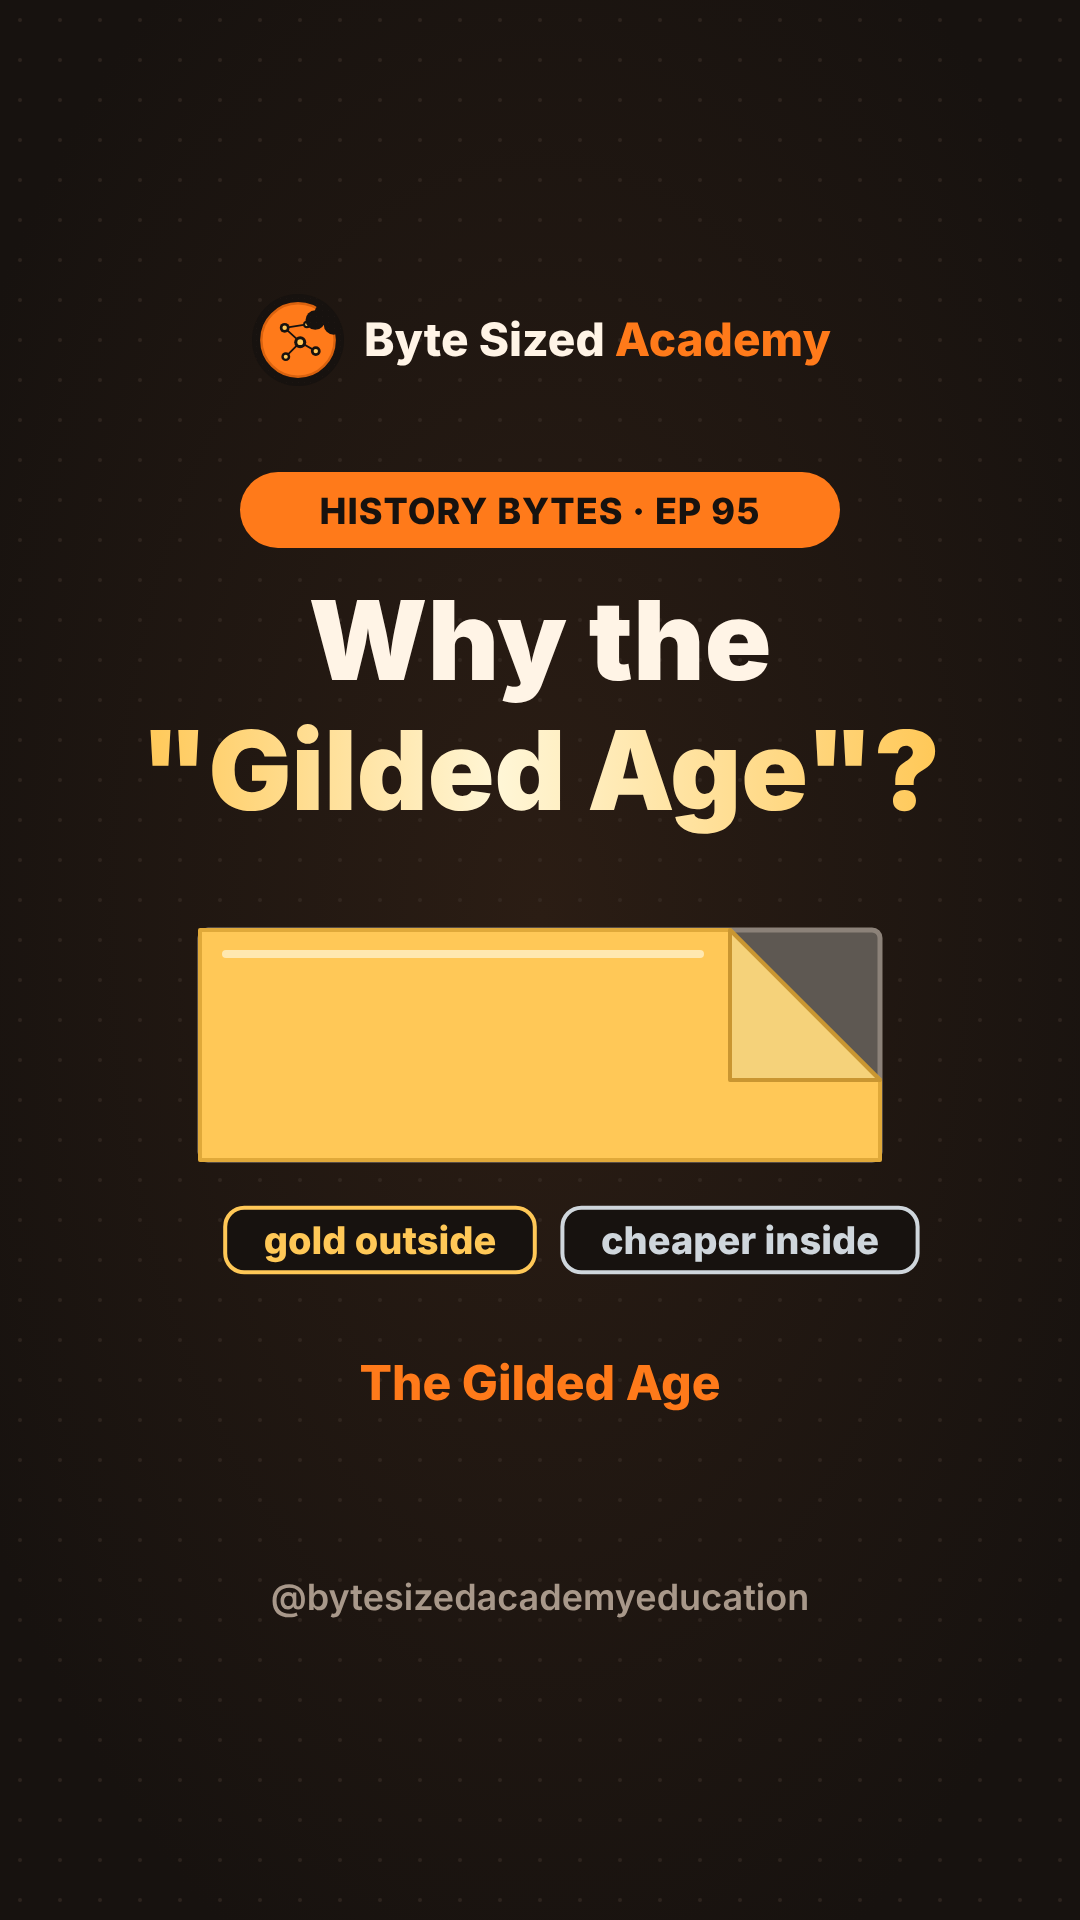 Byte Sized Academy
HISTORY BYTES · EP 95
Why the
"Gilded Age"?
gold outside
cheaper inside
The Gilded Age
@bytesizedacademyeducation